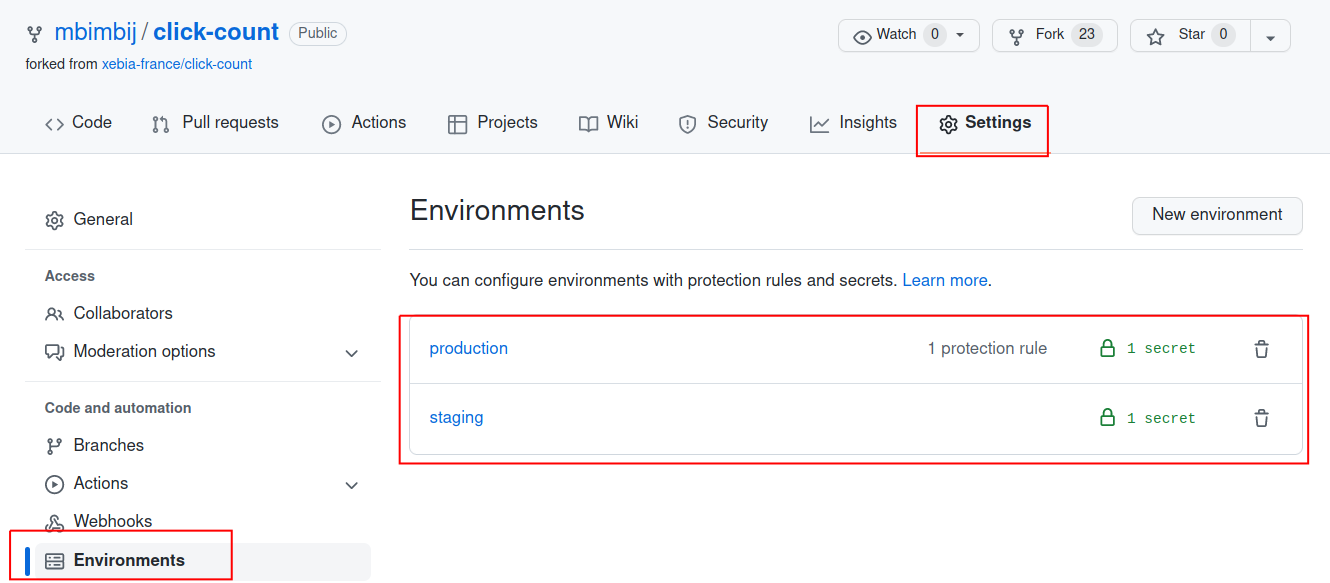 mbimbij / click-count Public
Watch 0 Fork 23 Star 0
forked from xebia-france/click-count
Code Pull requests Actions Projects Wiki Security Insights Settings
General
Access
Collaborators
Moderation options
Code and automation
Branches
Actions
Webhooks
Environments
Environments
New environment
You can configure environments with protection rules and secrets. Learn more.
production 1 protection rule 1 secret
staging 1 secret